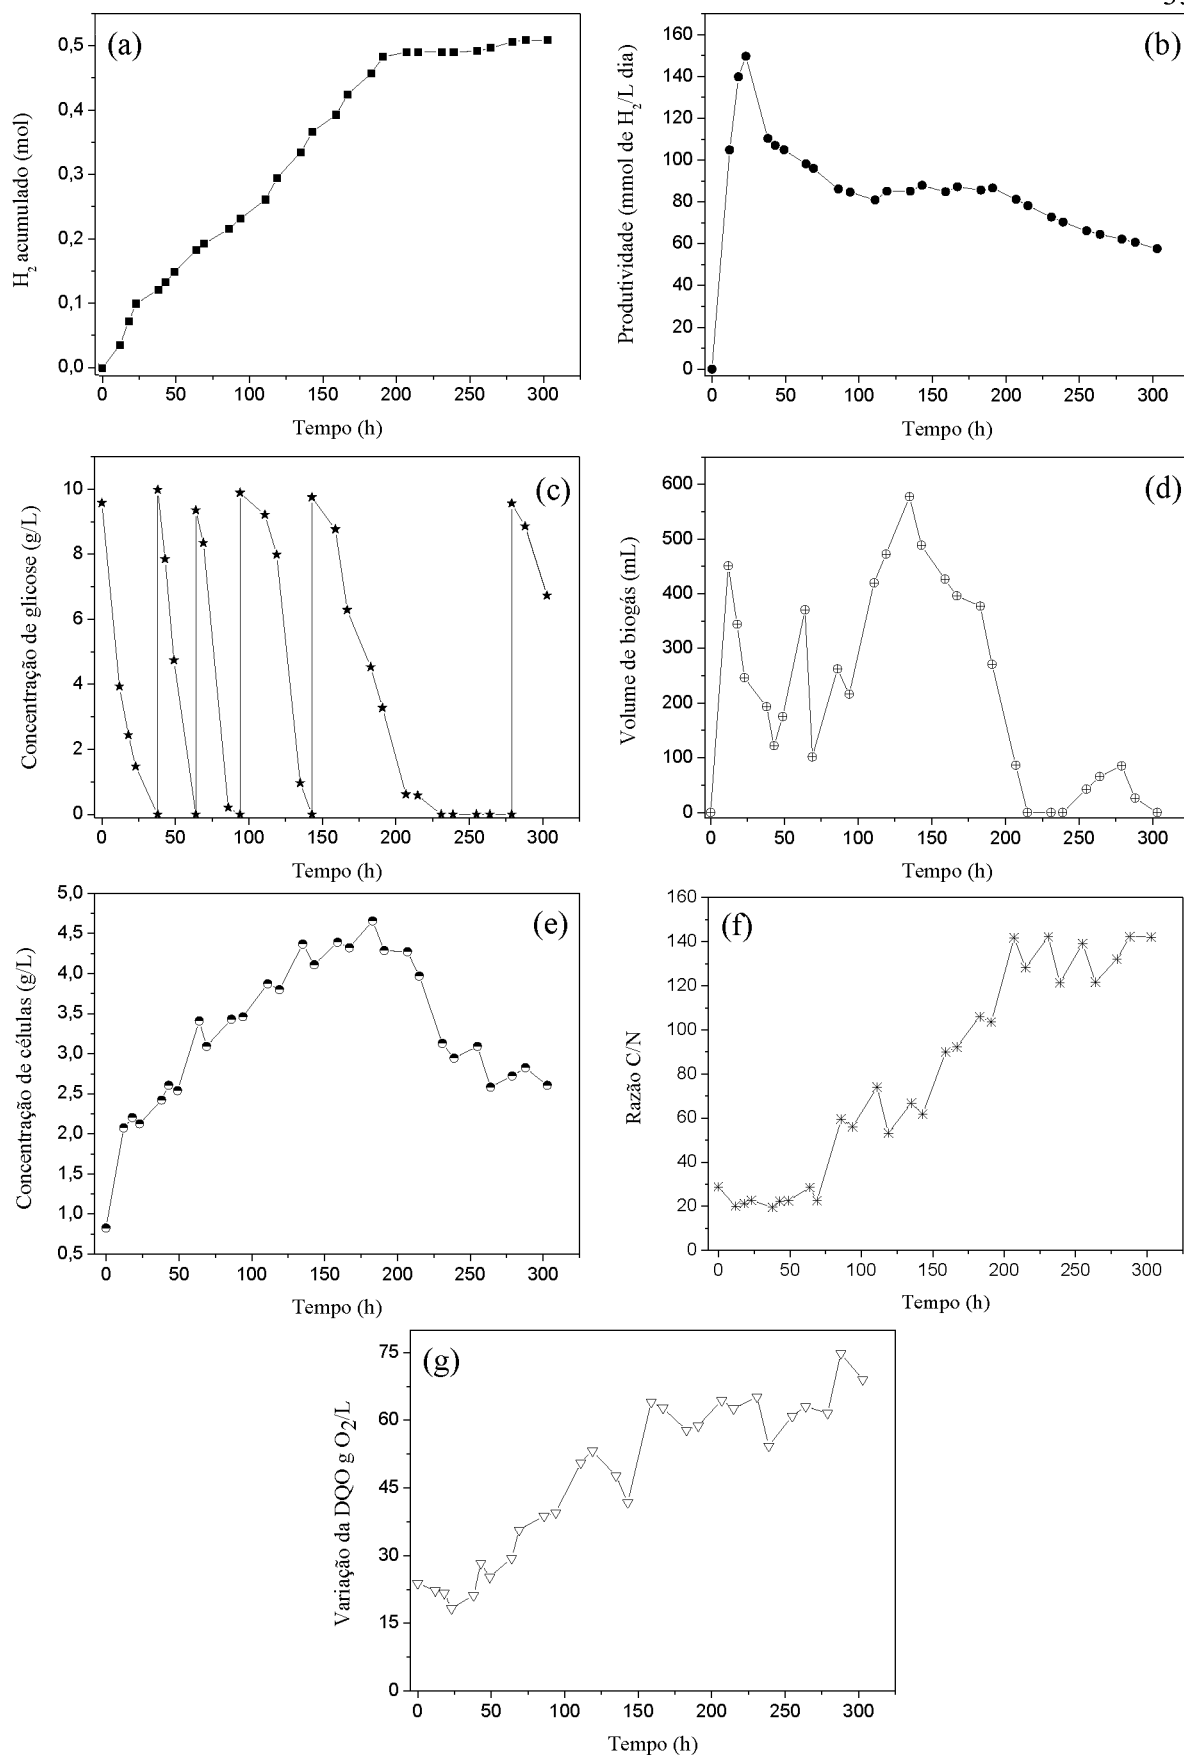 (a)
H₂ acumulado (mol)
0,5
0,4
0,3
0,2
0,1
0,0
0 50 100 150 200 250 300
Tempo (h)
(b)
Produtividade (mmol de H₂/L dia)
160
140
120
100
80
60
40
20
0
0 50 100 150 200 250 300
Tempo (h)
(c)
Concentração de glicose (g/L)
10
8
6
4
2
0
0 50 100 150 200 250 300
Tempo (h)
(d)
Volume de biogás (mL)
600
500
400
300
200
100
0
0 50 100 150 200 250 300
Tempo (h)
(e)
Concentração de células (g/L)
5,0
4,5
4,0
3,5
3,0
2,5
2,0
1,5
1,0
0,5
0 50 100 150 200 250 300
Tempo (h)
(f)
Razão C/N
160
140
120
100
80
60
40
20
0
0 50 100 150 200 250 300
Tempo (h)
(g)
Variação da DQO g O₂/L
75
60
45
30
15
0
0 50 100 150 200 250 300
Tempo (h)